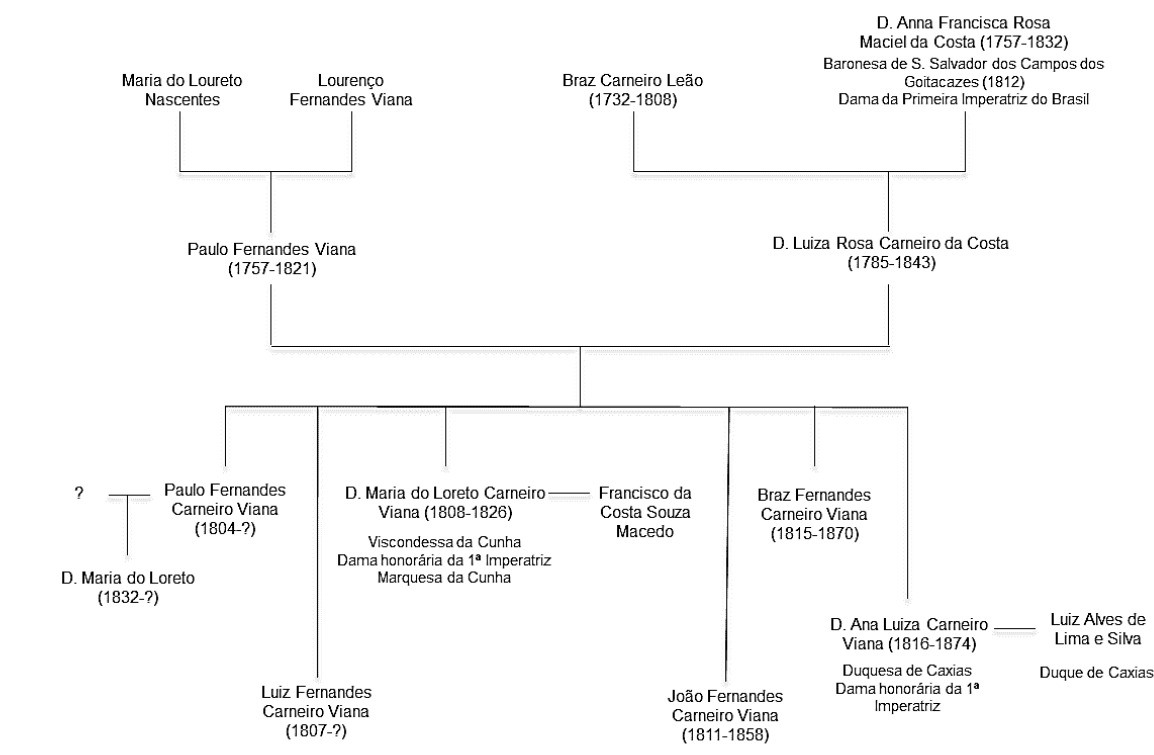 D. Anna Francisca Rosa
Maciel da Costa (1757-1832)
Baronesa de S. Salvador dos Campos dos
Goitacazes (1812)
Dama da Primeira Imperatriz do Brasil
Maria do Loureto
Nascentes
Lourenço
Fernandes Viana
Braz Carneiro Leão
(1732-1808)
Paulo Fernandes Viana
(1757-1821)
D. Luiza Rosa Carneiro da Costa
(1785-1843)
?
Paulo Fernandes
Carneiro Viana
(1804-?)
D. Maria do Loreto Carneiro
Viana (1808-1826)
Viscondessa da Cunha
Dama honorária da 1ª Imperatriz
Marquesa da Cunha
Francisco da
Costa Souza
Macedo
Braz Fernandes
Carneiro Viana
(1815-1870)
D. Maria do Loreto
(1832-?)
D. Ana Luiza Carneiro
Viana (1816-1874)
Duquesa de Caxias
Dama honorária da 1ª
Imperatriz
Luiz Alves de
Lima e Silva
Duque de Caxias
Luiz Fernandes
Carneiro Viana
(1807-?)
João Fernandes
Carneiro Viana
(1811-1858)